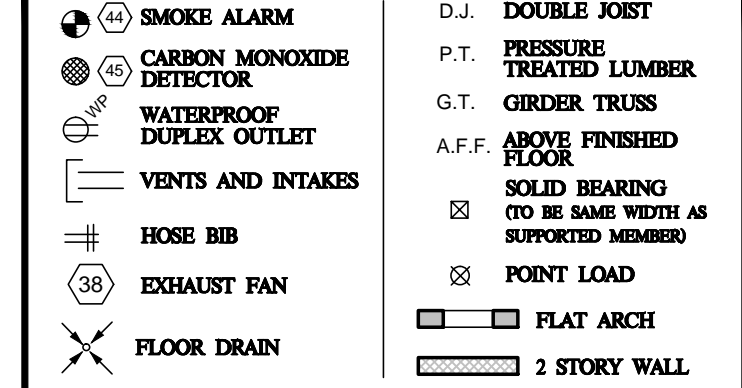 44 SMOKE ALARM
45 CARBON MONOXIDE
DETECTOR
WP
WATERPROOF
DUPLEX OUTLET
VENTS AND INTAKES
HOSE BIB
38 EXHAUST FAN
FLOOR DRAIN
D.J. DOUBLE JOIST
P.T. PRESSURE
TREATED LUMBER
G.T. GIRDER TRUSS
A.F.F. ABOVE FINISHED
FLOOR
SOLID BEARING
(TO BE SAME WIDTH AS
SUPPORTED MEMBER)
POINT LOAD
FLAT ARCH
2 STORY WALL